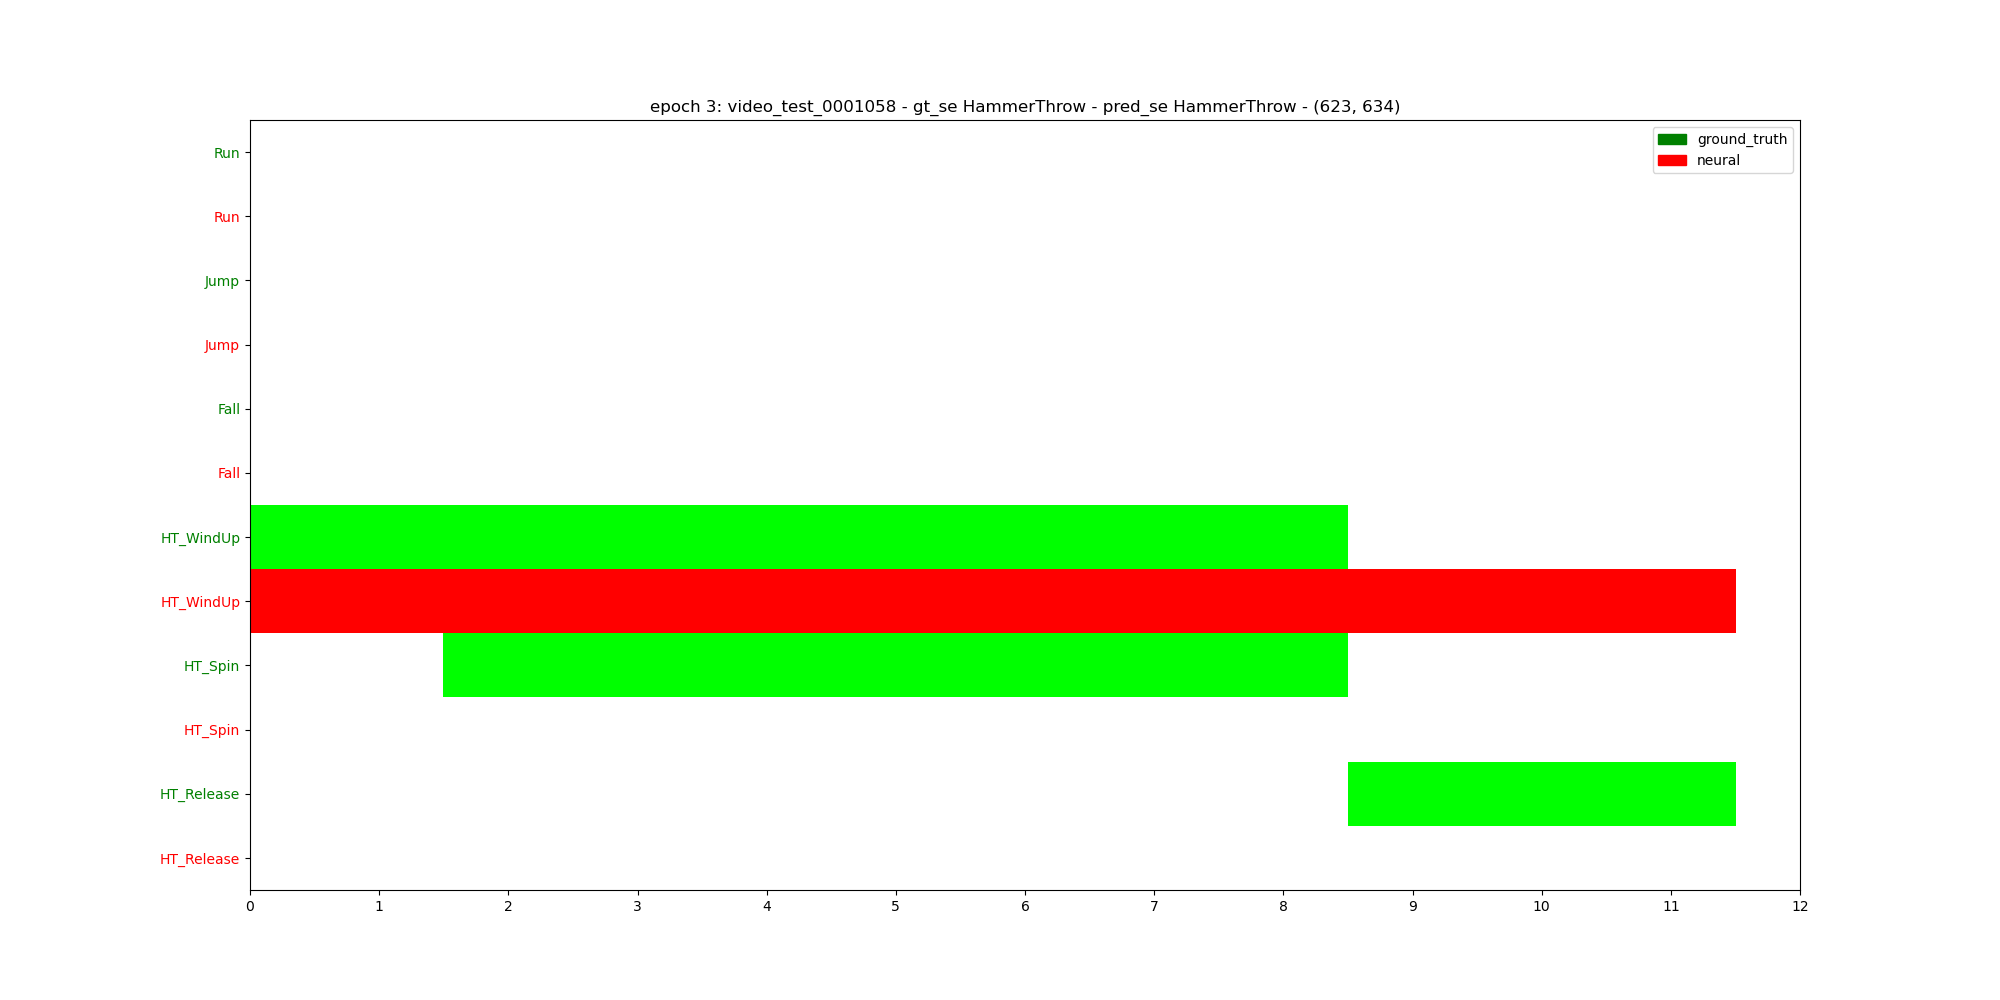 epoch 3: video_test_0001058 - gt_se HammerThrow - pred_se HammerThrow - (623, 634)
ground_truth
neural
Run
Run
Jump
Jump
Fall
Fall
HT_WindUp
HT_WindUp
HT_Spin
HT_Spin
HT_Release
HT_Release
0 1 2 3 4 5 6 7 8 9 10 11 12